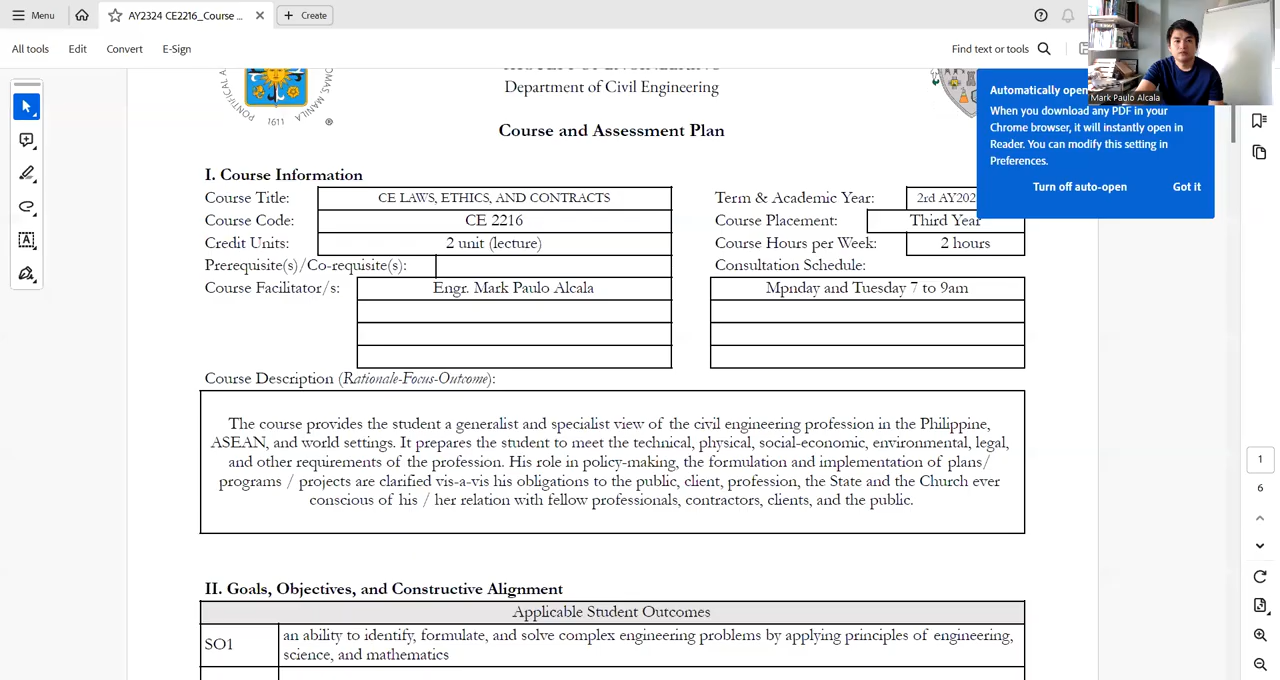 Menu
AY2324 CE2216_Course ...
Create
All tools
Edit
Convert
E-Sign
Find text or tools
Mark Paulo Alcala
Automatically open
When you download any PDF in your
Chrome browser, it will instantly open in
Reader. You can modify this setting in
Preferences.
Turn off auto-open
Got it
PONTIFICAL
MANILA
1611
®
Department of Civil Engineering
Course and Assessment Plan
I. Course Information
Course Title: CE LAWS, ETHICS, AND CONTRACTS
Term & Academic Year: 2rd AY202
Course Code: CE 2216
Course Placement: Third Year
Credit Units: 2 unit (lecture)
Course Hours per Week: 2 hours
Prerequisite(s)/Co-requisite(s):
Consultation Schedule:
Course Facilitator/s: Engr. Mark Paulo Alcala
Mpnday and Tuesday 7 to 9am
Course Description (Rationale-Focus-Outcome):
The course provides the student a generalist and specialist view of the civil engineering profession in the Philippine,
ASEAN, and world settings. It prepares the student to meet the technical, physical, social-economic, environmental, legal,
and other requirements of the profession. His role in policy-making, the formulation and implementation of plans/
programs / projects are clarified vis-a-vis his obligations to the public, client, profession, the State and the Church ever
conscious of his / her relation with fellow professionals, contractors, clients, and the public.
II. Goals, Objectives, and Constructive Alignment
Applicable Student Outcomes
SO1
an ability to identify, formulate, and solve complex engineering problems by applying principles of engineering,
science, and mathematics
1
6